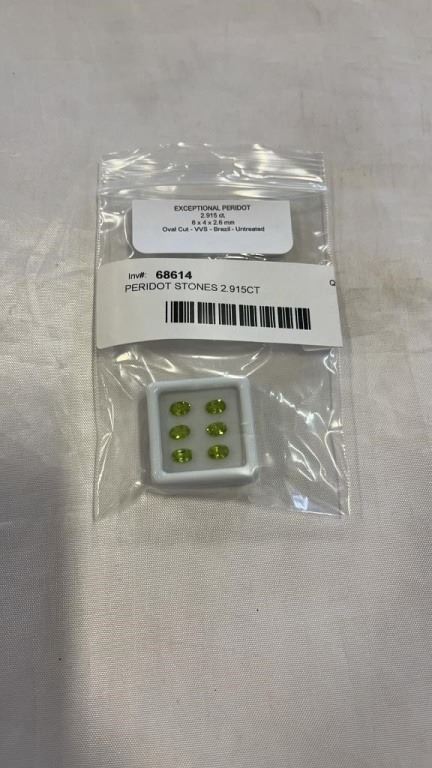 EXCEPTIONAL PERIDOT
2.915 ct.
6 x 4 x 2.6 mm
Oval Cut - VVS - Brazil - Untreated
Inv#: 68614
Q
PERIDOT STONES 2.915CT